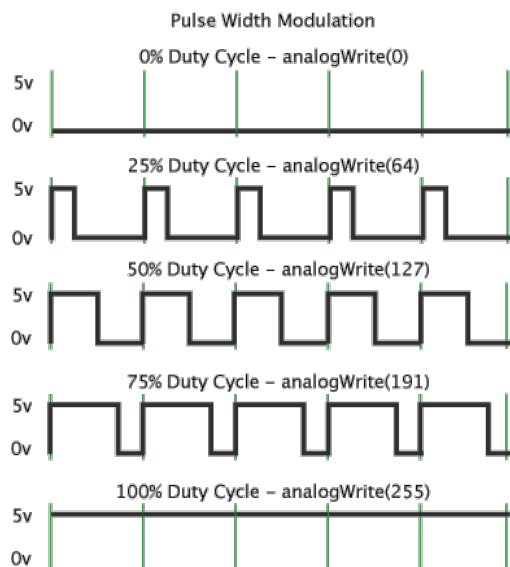 Pulse Width Modulation
0% Duty Cycle – analogWrite(0)
5v
0v
25% Duty Cycle – analogWrite(64)
5v
0v
50% Duty Cycle – analogWrite(127)
5v
0v
75% Duty Cycle – analogWrite(191)
5v
0v
100% Duty Cycle – analogWrite(255)
5v
0v